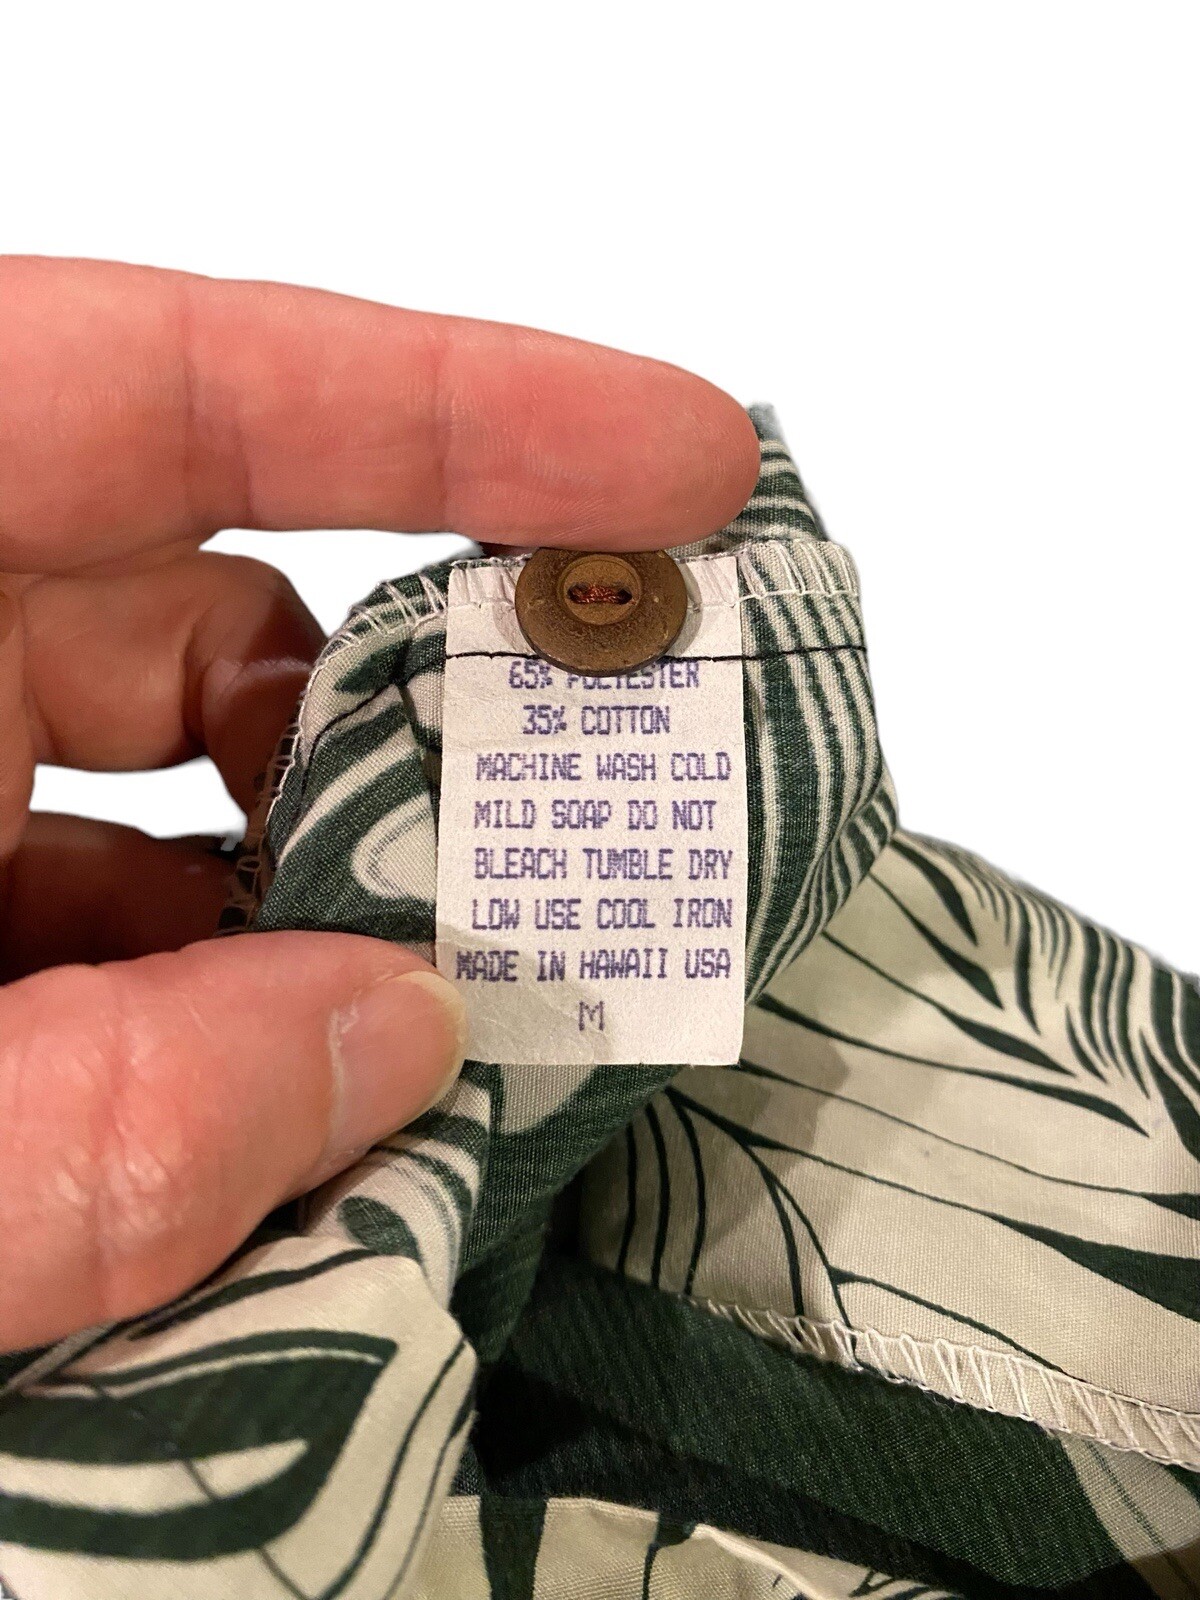 65% POLYESTER
35% COTTON
MACHINE WASH COLD
MILD SOAP DO NOT
BLEACH TUMBLE DRY
LOW USE COOL IRON
MADE IN HAWAII USA
M